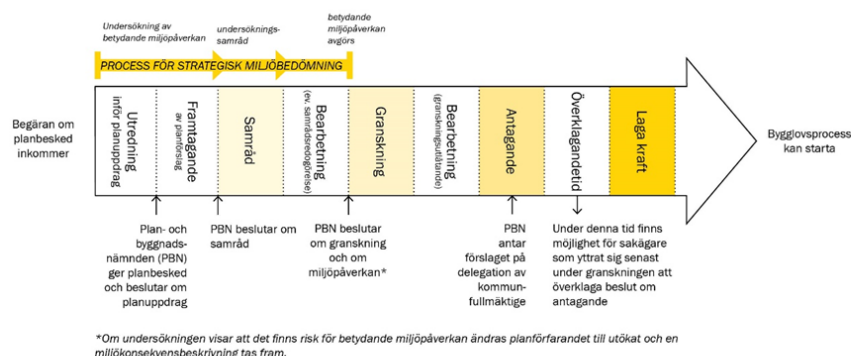 Undersökning av
betydande miljöpåverkan
undersöknings-
samråd
betydande
miljöpåverkan
avgörs
PROCESS FÖR STRATEGISK MILJÖBEDÖMNING
Begäran om
planbesked
inkommer
Utredning
inför planuppdrag
Framtagande
av planförslag
Samråd
Bearbetning
(ev. samrådsredogörelse)
Granskning
Bearbetning
(granskningsutlåtande)
Antagande
Överklagandetid
Laga kraft
Bygglovsprocess
kan starta
Plan- och
byggnads-
nämnden (PBN)
ger planbesked
och beslutar om
planuppdrag
PBN beslutar om
samråd
PBN beslutar
om granskning
och om
miljöpåverkan*
PBN
antar
förslaget på
delegation av
kommun-
fullmäktige
Under denna tid finns
möjlighet för sakägare
som yttrat sig senast
under granskningen att
överklaga beslut om
antagande
*Om undersökningen visar att det finns risk för betydande miljöpåverkan ändras planförfarandet till utökat och en
miljökonsekvensbeskrivning tas fram.